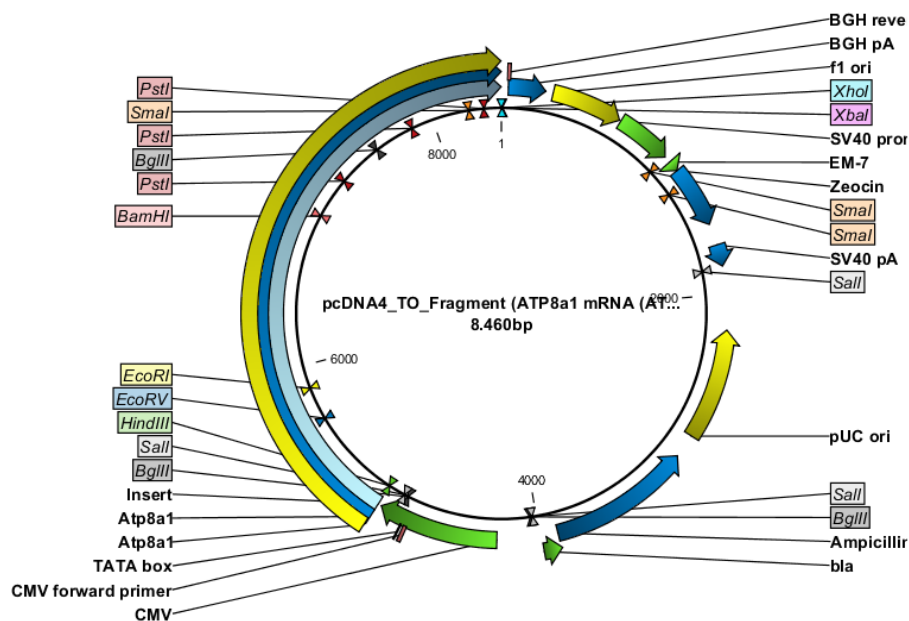 BGH reve
BGH pA
f1 ori
XhoI
XbaI
SV40 pror
EM-7
Zeocin
SmaI
SmaI
SV40 pA
SalI
pUC ori
SalI
BglII
Ampicillir
bla
PstI
SmaI
PstI
BglII
PstI
BamHI
EcoRI
EcoRV
HindIII
SalI
BglII
Insert
Atp8a1
Atp8a1
TATA box
CMV forward primer
CMV
8000
1
2000
4000
6000
pcDNA4_TO_Fragment (ATP8a1 mRNA (AT...
8.460bp